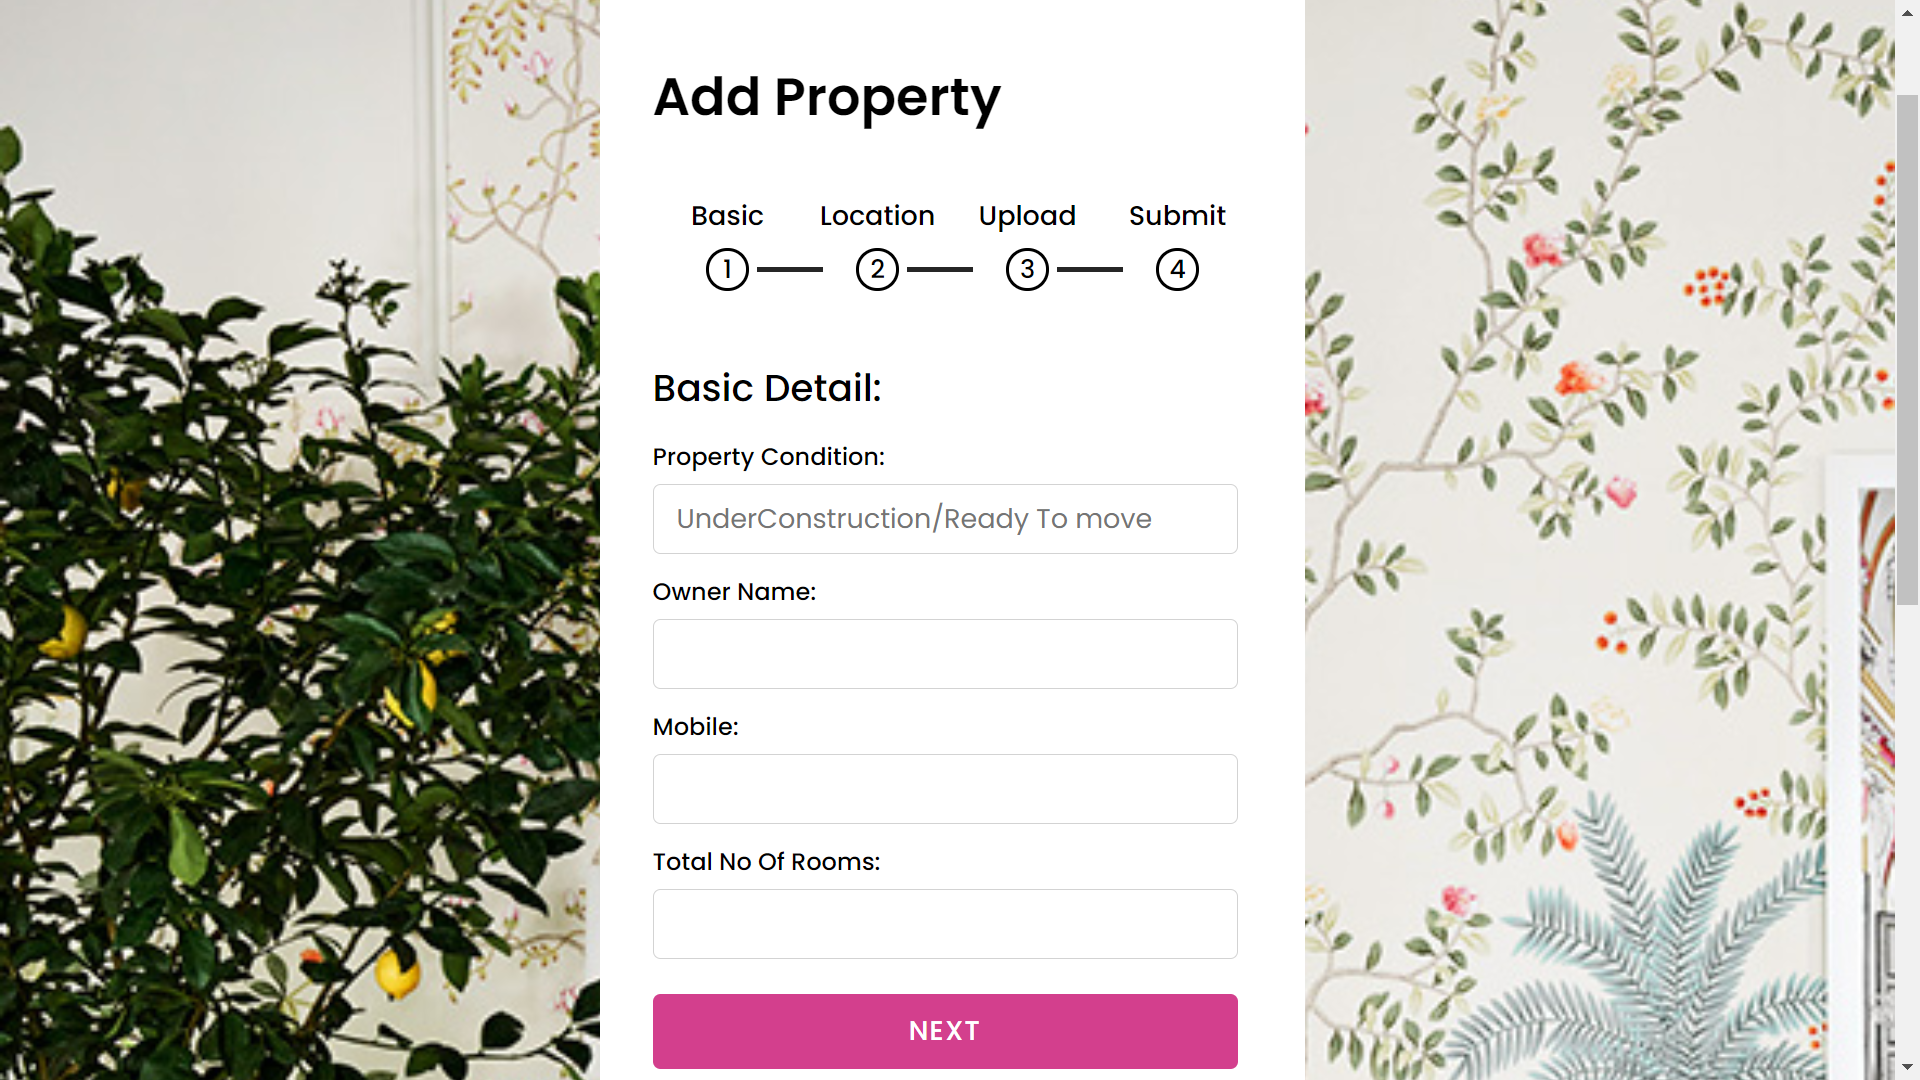 Add Property
Basic Location Upload Submit
1 2 3 4
Basic Detail:
Property Condition:
UnderConstruction/Ready To move
Owner Name:
Mobile:
Total No Of Rooms:
NEXT